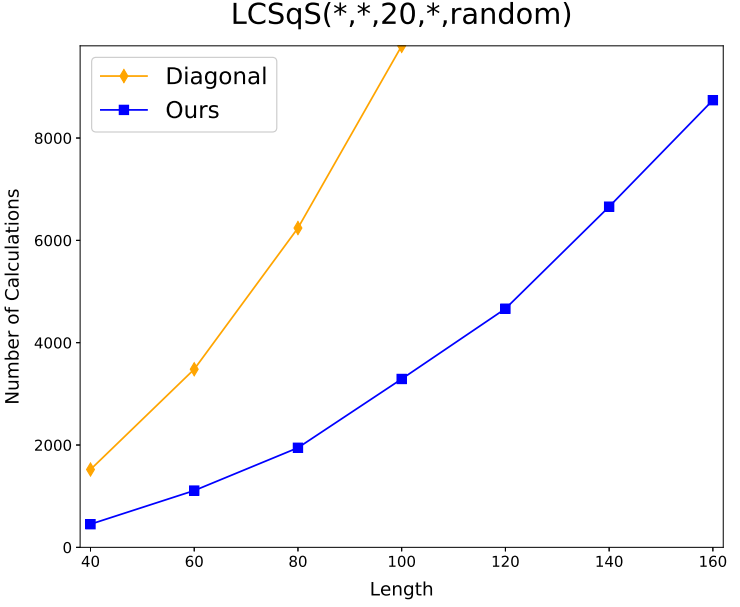 LCSqS(*,*,20,*,random)
Diagonal
Ours
Number of Calculations
8000
6000
4000
2000
0
40 60 80 100 120 140 160
Length